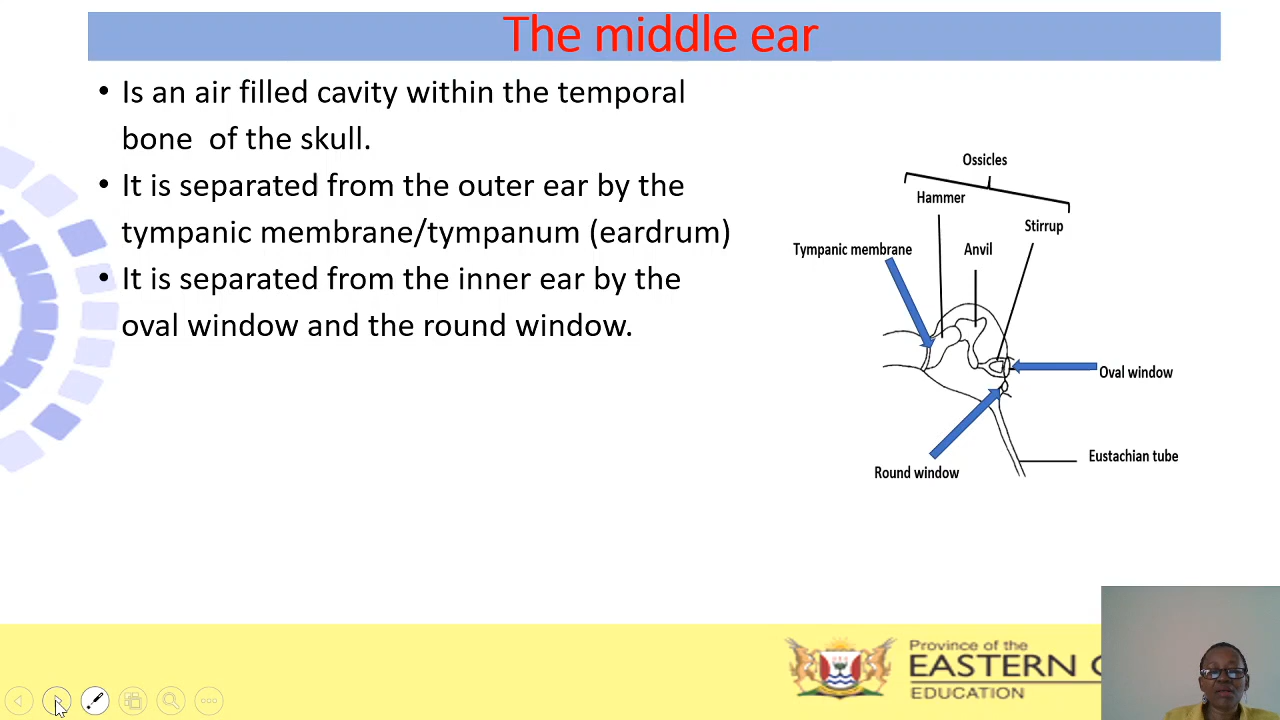 The middle ear
• Is an air filled cavity within the temporal
bone of the skull.
• It is separated from the outer ear by the
tympanic membrane/tympanum (eardrum)
• It is separated from the inner ear by the
oval window and the round window.
Ossicles
Hammer
Stirrup
Tympanic membrane
Anvil
Oval window
Eustachian tube
Round window
Province of the
EASTERN C
EDUCATION